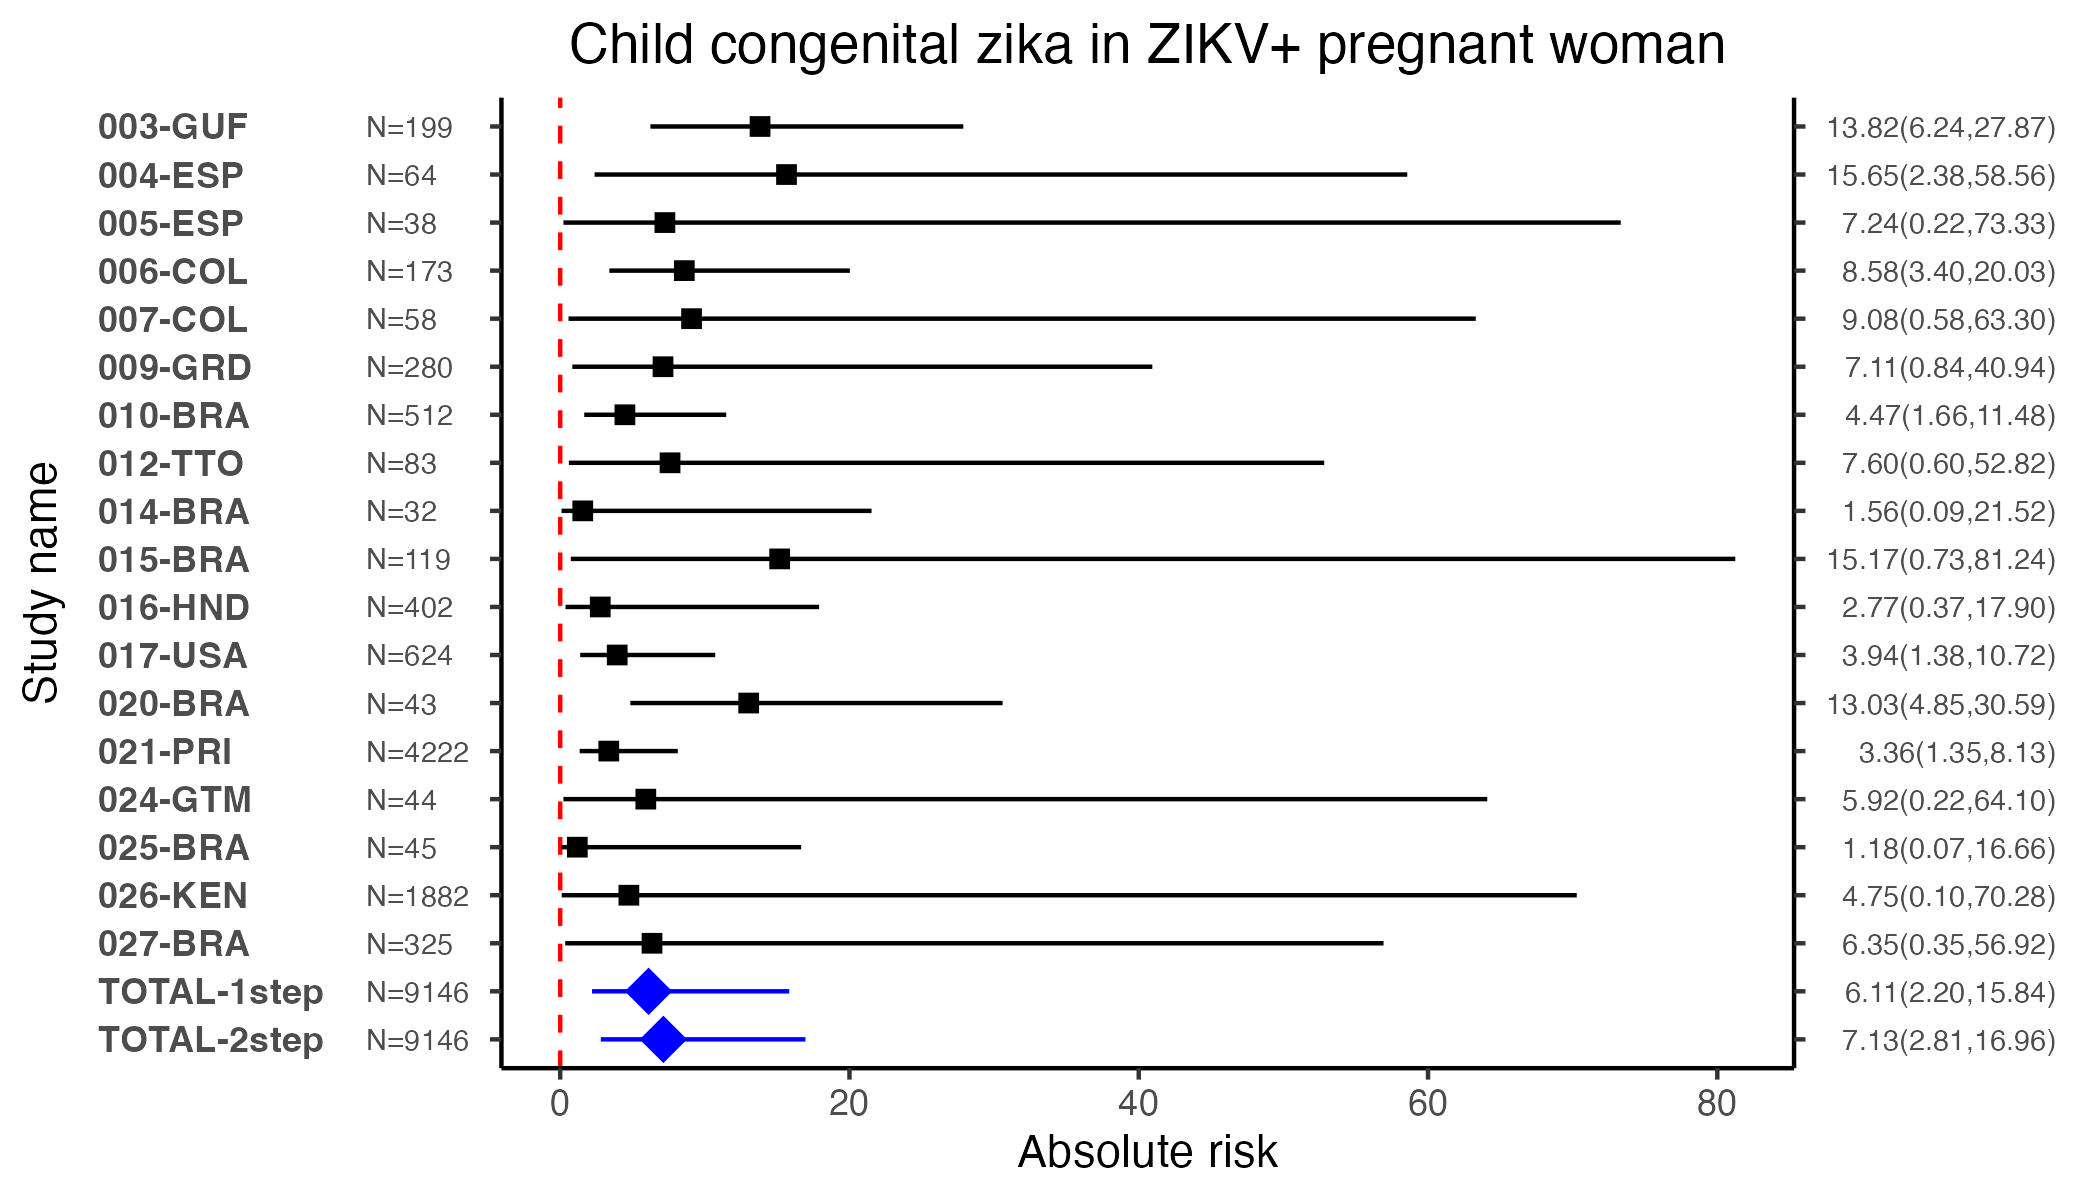 Child congenital zika in ZIKV+ pregnant woman
Study name
003-GUF N=199 13.82(6.24,27.87)
004-ESP N=64 15.65(2.38,58.56)
005-ESP N=38 7.24(0.22,73.33)
006-COL N=173 8.58(3.40,20.03)
007-COL N=58 9.08(0.58,63.30)
009-GRD N=280 7.11(0.84,40.94)
010-BRA N=512 4.47(1.66,11.48)
012-TTO N=83 7.60(0.60,52.82)
014-BRA N=32 1.56(0.09,21.52)
015-BRA N=119 15.17(0.73,81.24)
016-HND N=402 2.77(0.37,17.90)
017-USA N=624 3.94(1.38,10.72)
020-BRA N=43 13.03(4.85,30.59)
021-PRI N=4222 3.36(1.35,8.13)
024-GTM N=44 5.92(0.22,64.10)
025-BRA N=45 1.18(0.07,16.66)
026-KEN N=1882 4.75(0.10,70.28)
027-BRA N=325 6.35(0.35,56.92)
TOTAL-1step N=9146 6.11(2.20,15.84)
TOTAL-2step N=9146 7.13(2.81,16.96)
0 20 40 60 80
Absolute risk